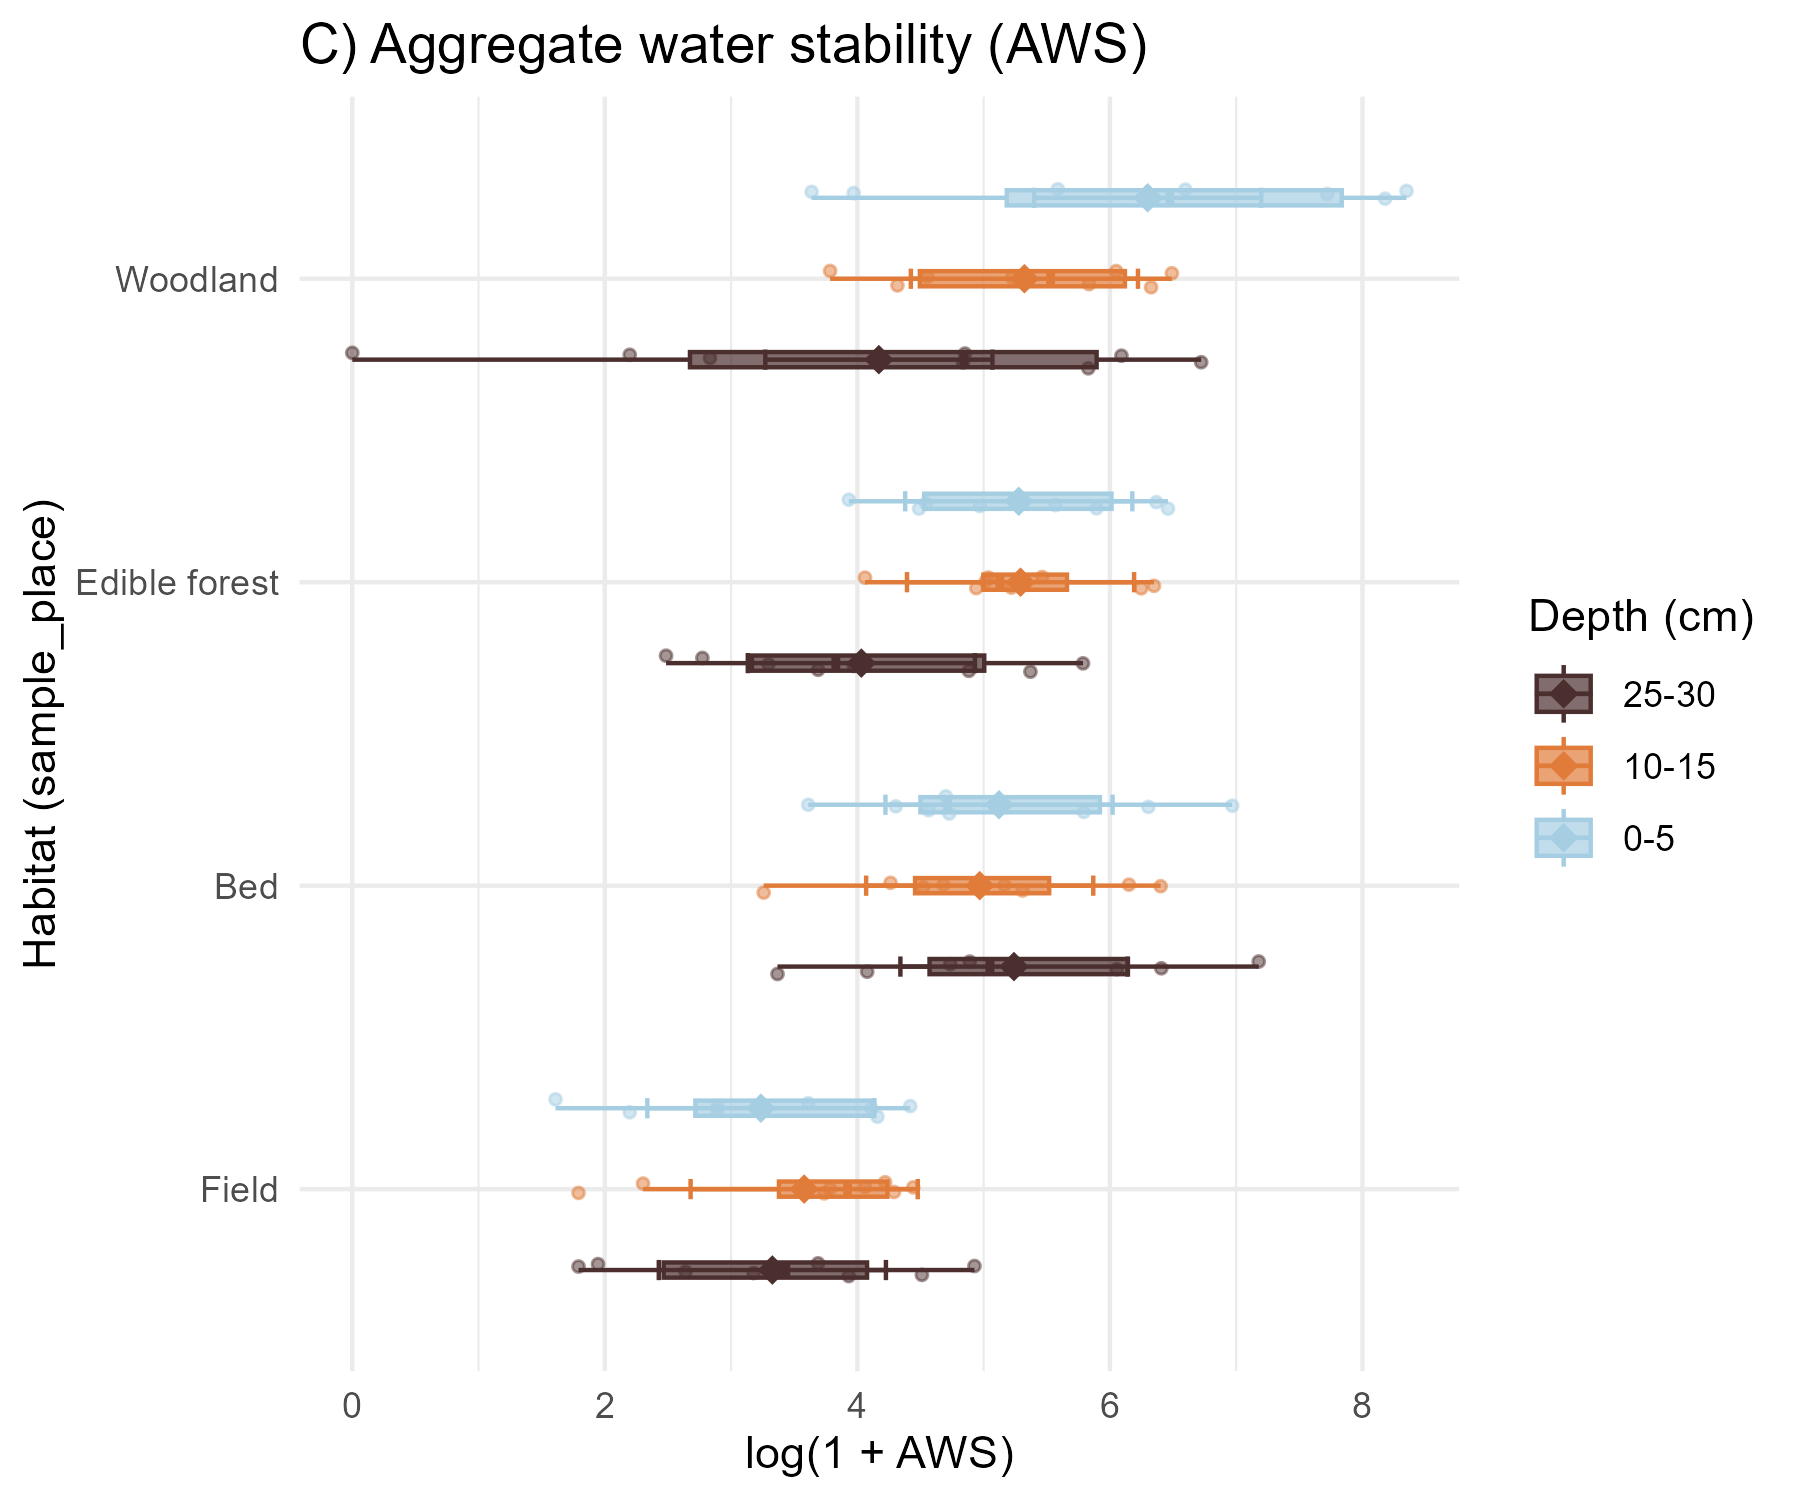 C) Aggregate water stability (AWS)
Habitat (sample_place)
Woodland
Edible forest
Bed
Field
0
2
4
6
8
log(1 + AWS)
Depth (cm)
25-30
10-15
0-5